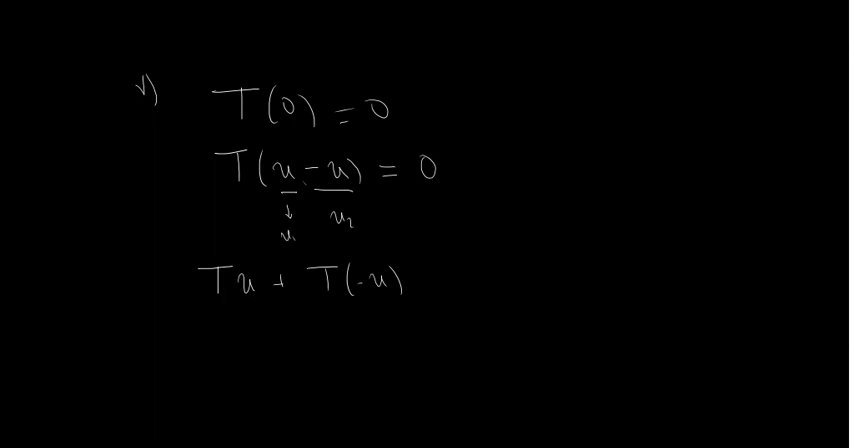 v) T(0) = 0
T(u - u) = 0
↓
u₁ u₂
Tu + T(-u)